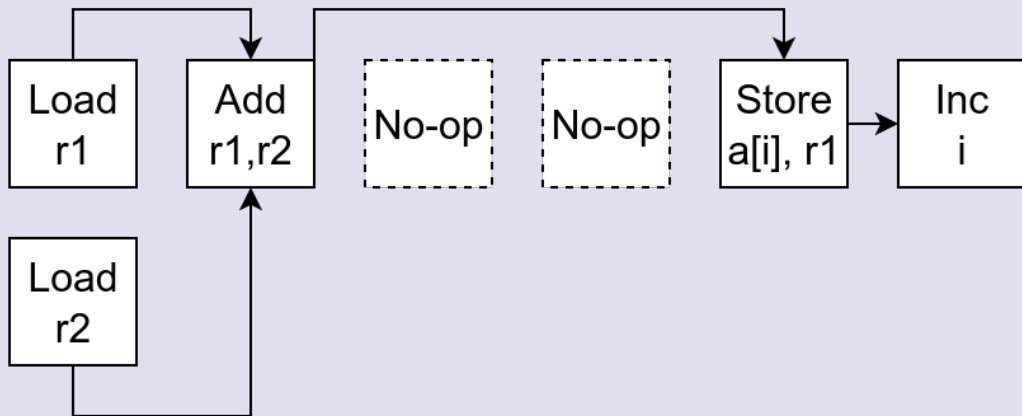 Load
r1
Add
r1,r2
No-op
No-op
Store
a[i], r1
Inc
i
Load
r2